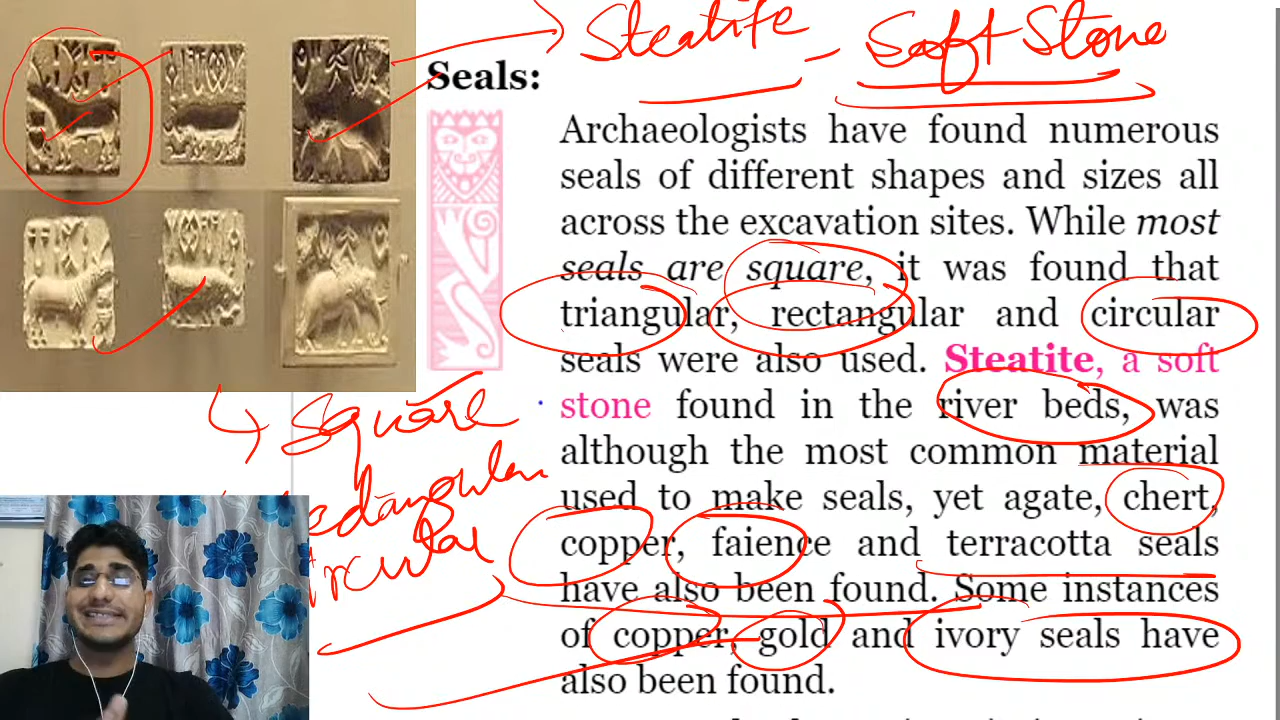 Steatite - Soft Stone
Seals:
Archaeologists have found numerous
seals of different shapes and sizes all
across the excavation sites. While most
seals are square, it was found that
triangular, rectangular and circular
seals were also used. Steatite, a soft
stone found in the river beds, was
although the most common material
used to make seals, yet agate, chert,
copper, faience and terracotta seals
have also been found. Some instances
of copper, gold and ivory seals have
also been found.
Square